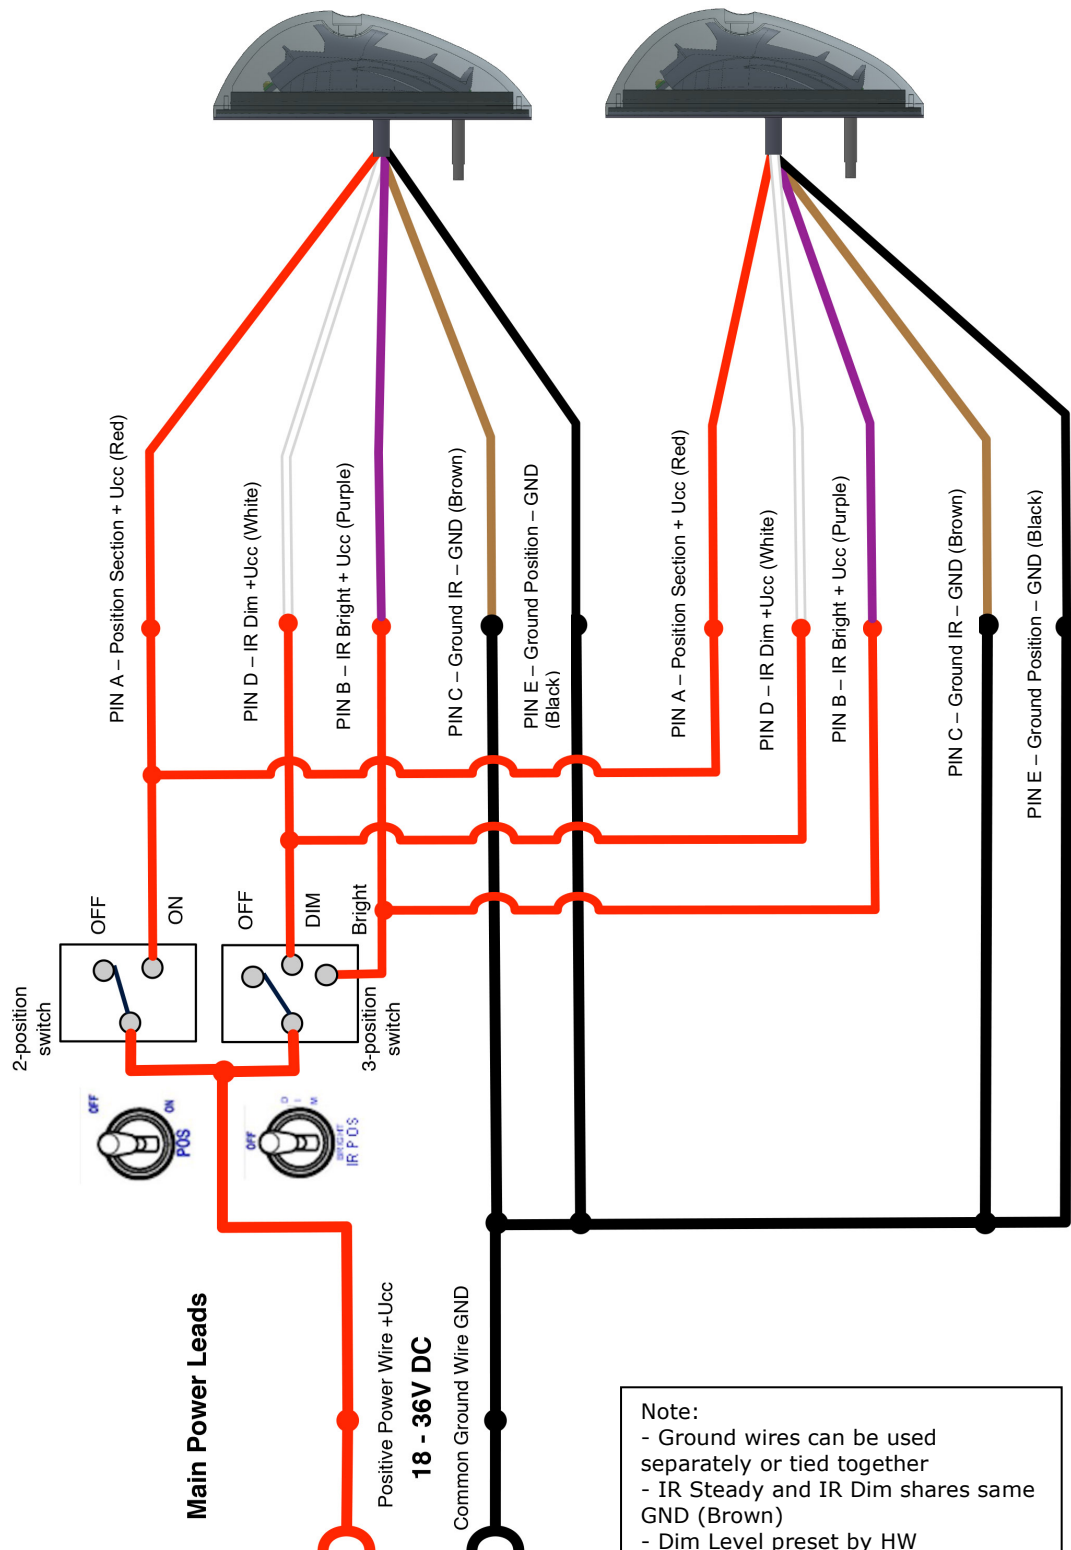 PIN A – Position Section + Ucc (Red)
PIN D – IR Dim +Ucc (White)
PIN B – IR Bright + Ucc (Purple)
PIN C – Ground IR – GND (Brown)
PIN E – Ground Position – GND
(Black)
PIN A – Position Section + Ucc (Red)
PIN D – IR Dim +Ucc (White)
PIN B – IR Bright + Ucc (Purple)
PIN C – Ground IR – GND (Brown)
PIN E – Ground Position – GND (Black)
OFF
ON
OFF
DIM
Bright
2-position
switch
3-position
switch
OFF
ON
POS
OFF
DIM
BRIGHT
IR POS
Main Power Leads
Positive Power Wire +Ucc
18 - 36V DC
Common Ground Wire GND
Note:
- Ground wires can be used
separately or tied together
- IR Steady and IR Dim shares same
GND (Brown)
- Dim Level preset by HW